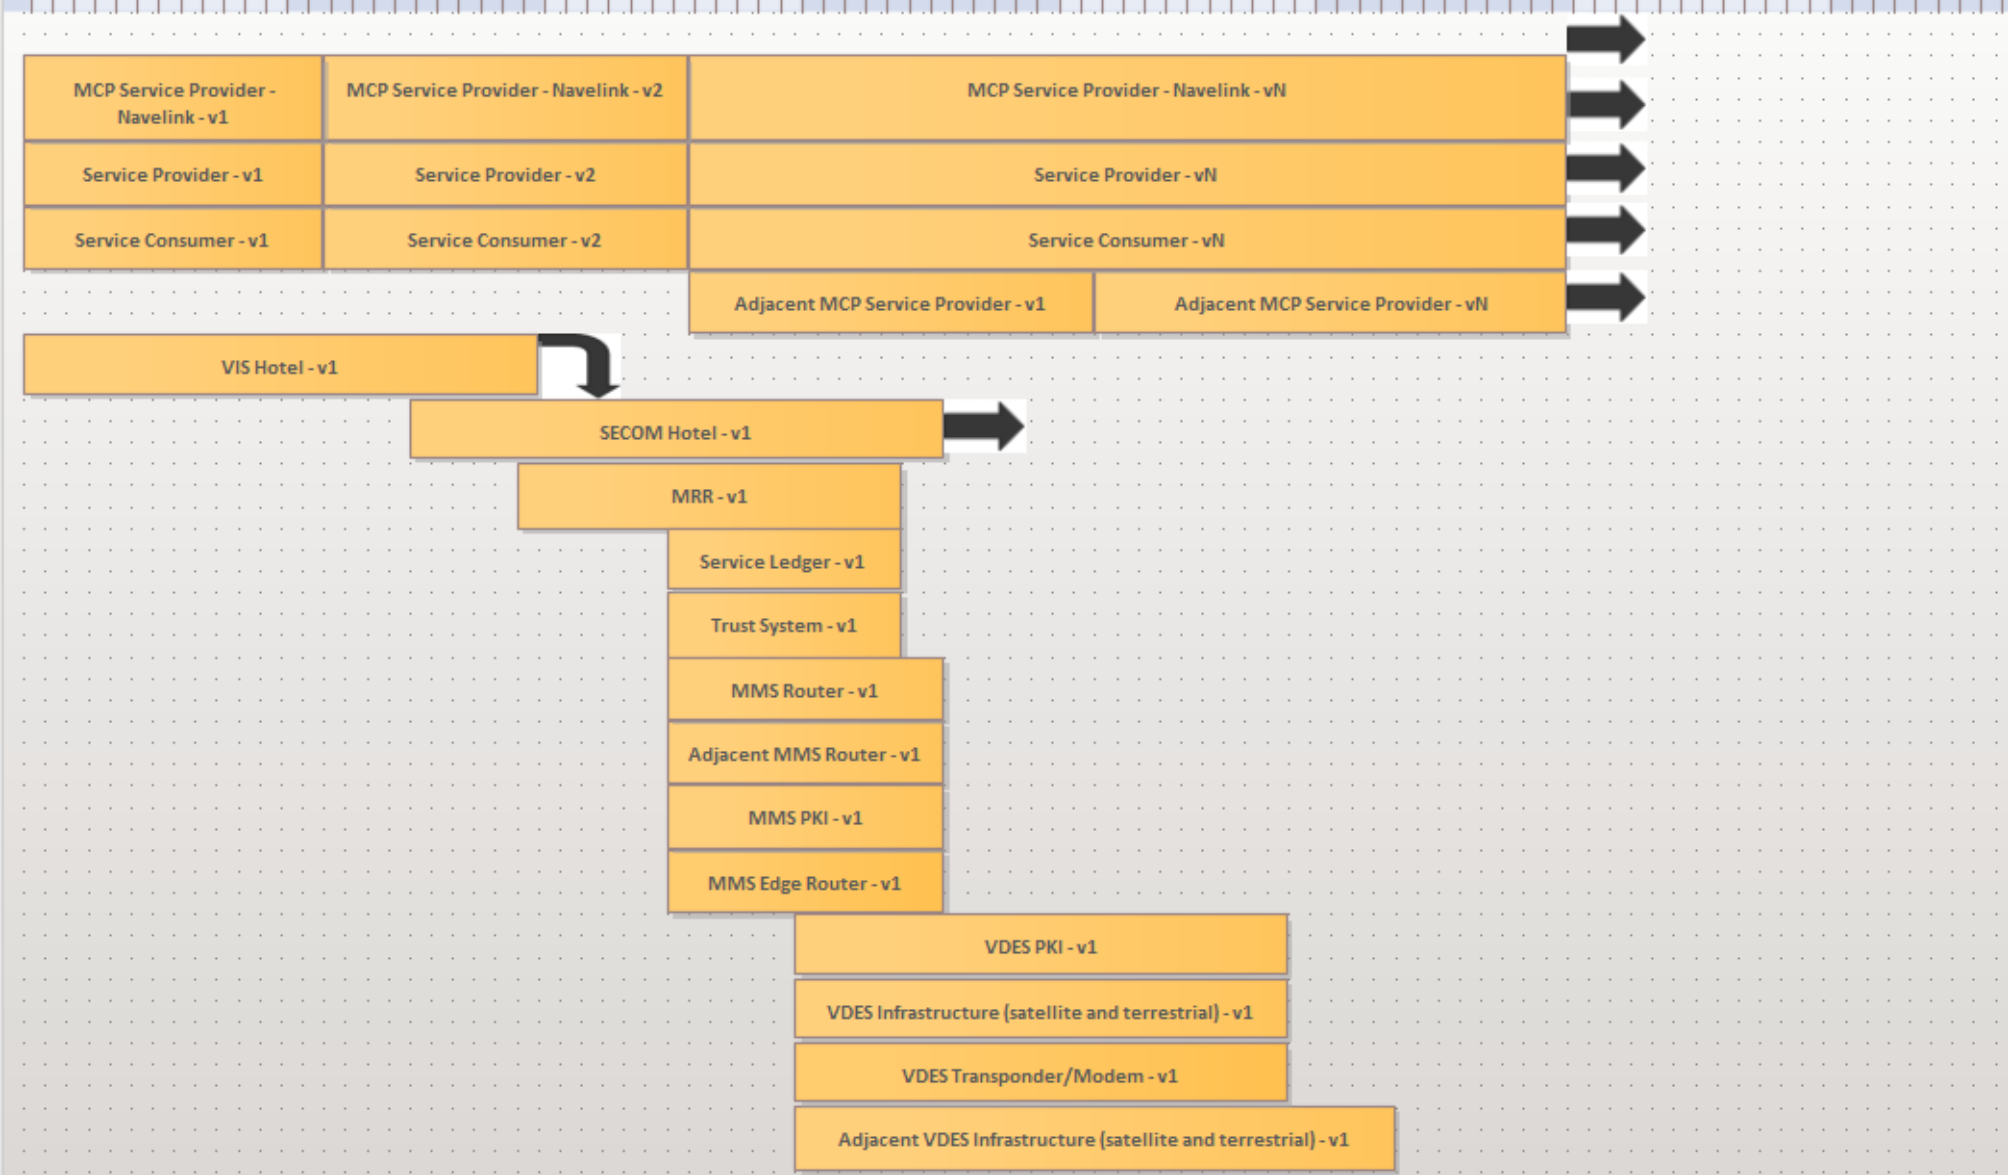 MCP Service Provider -
Navelink - v1
MCP Service Provider - Navelink - v2
MCP Service Provider - Navelink - vN
Service Provider - v1
Service Provider - v2
Service Provider - vN
Service Consumer - v1
Service Consumer - v2
Service Consumer - vN
Adjacent MCP Service Provider - v1
Adjacent MCP Service Provider - vN
VIS Hotel - v1
SECOM Hotel - v1
MRR - v1
Service Ledger - v1
Trust System - v1
MMS Router - v1
Adjacent MMS Router - v1
MMS PKI - v1
MMS Edge Router - v1
VDES PKI - v1
VDES Infrastructure (satellite and terrestrial) - v1
VDES Transponder/Modem - v1
Adjacent VDES Infrastructure (satellite and terrestrial) - v1